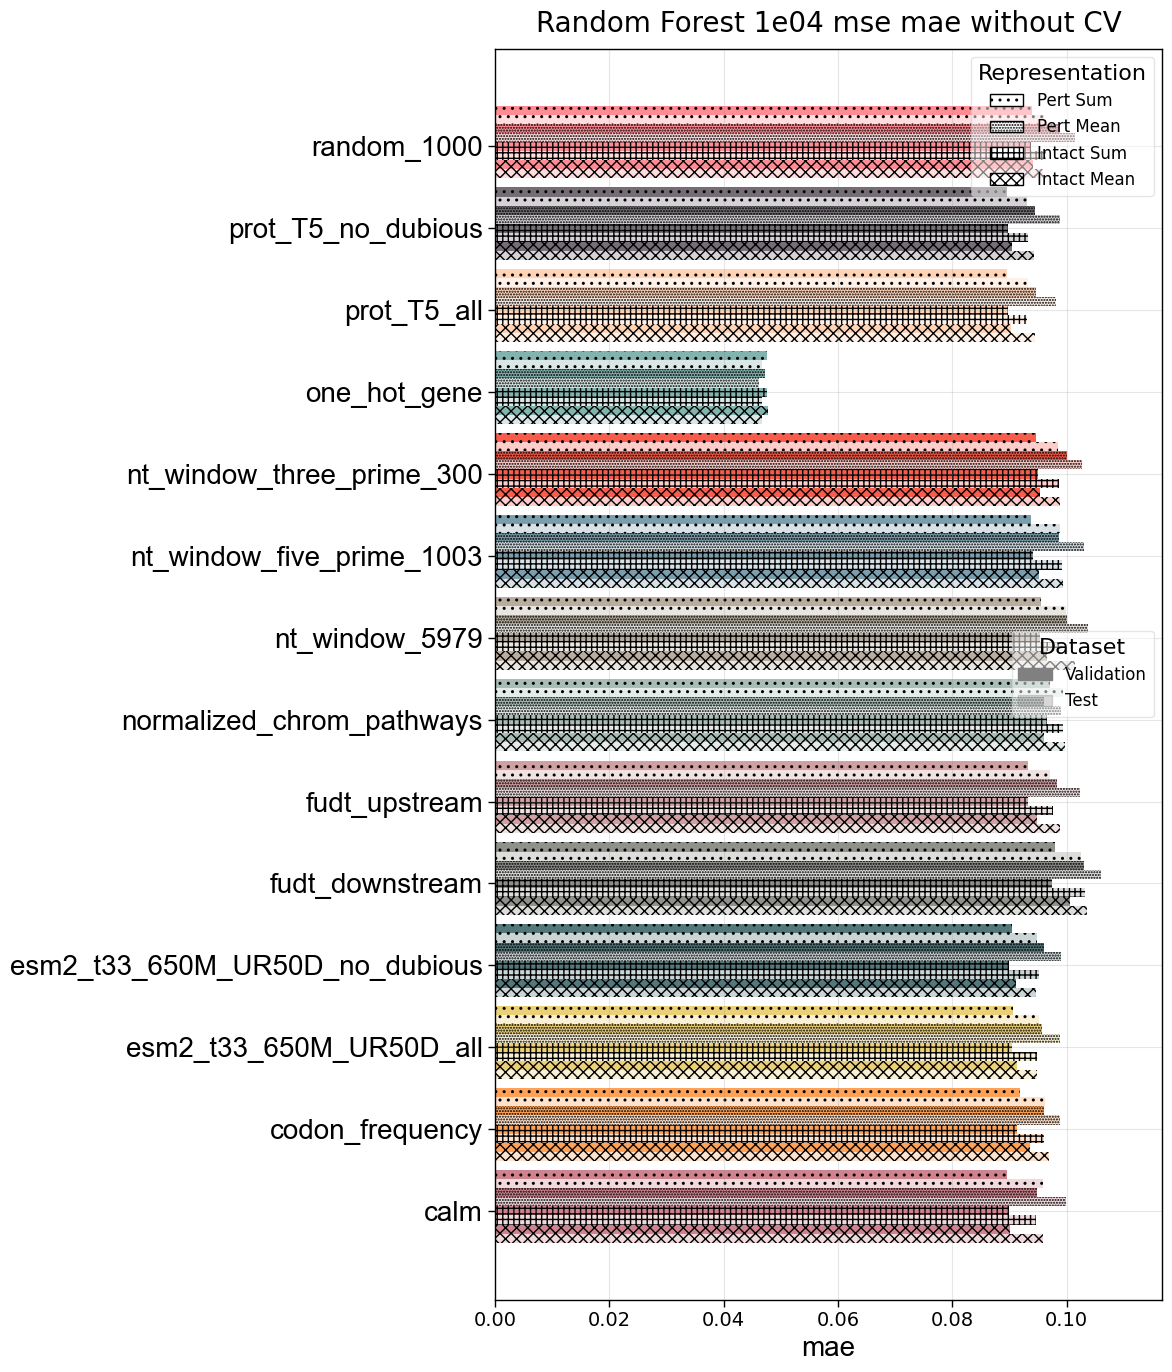 Random Forest 1e04 mse mae without CV
Representation
Pert Sum
Pert Mean
Intact Sum
Intact Mean
random_1000
prot_T5_no_dubious
prot_T5_all
one_hot_gene
nt_window_three_prime_300
nt_window_five_prime_1003
nt_window_5979
Dataset
Validation
Test
normalized_chrom_pathways
fudt_upstream
fudt_downstream
esm2_t33_650M_UR50D_no_dubious
esm2_t33_650M_UR50D_all
codon_frequency
calm
0.00 0.02 0.04 0.06 0.08 0.10
mae